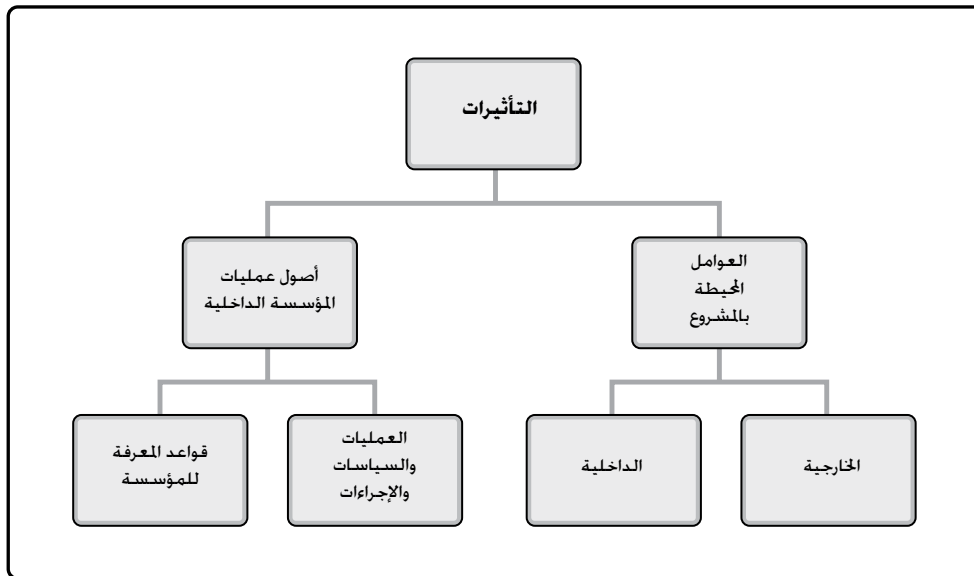 التأثيرات
العوامل
المحيطة
بالمشروع
أصول عمليات
المؤسسة الداخلية
الخارجية
الداخلية
العمليات
والسياسات
والإجراءات
قواعد المعرفة
للمؤسسة